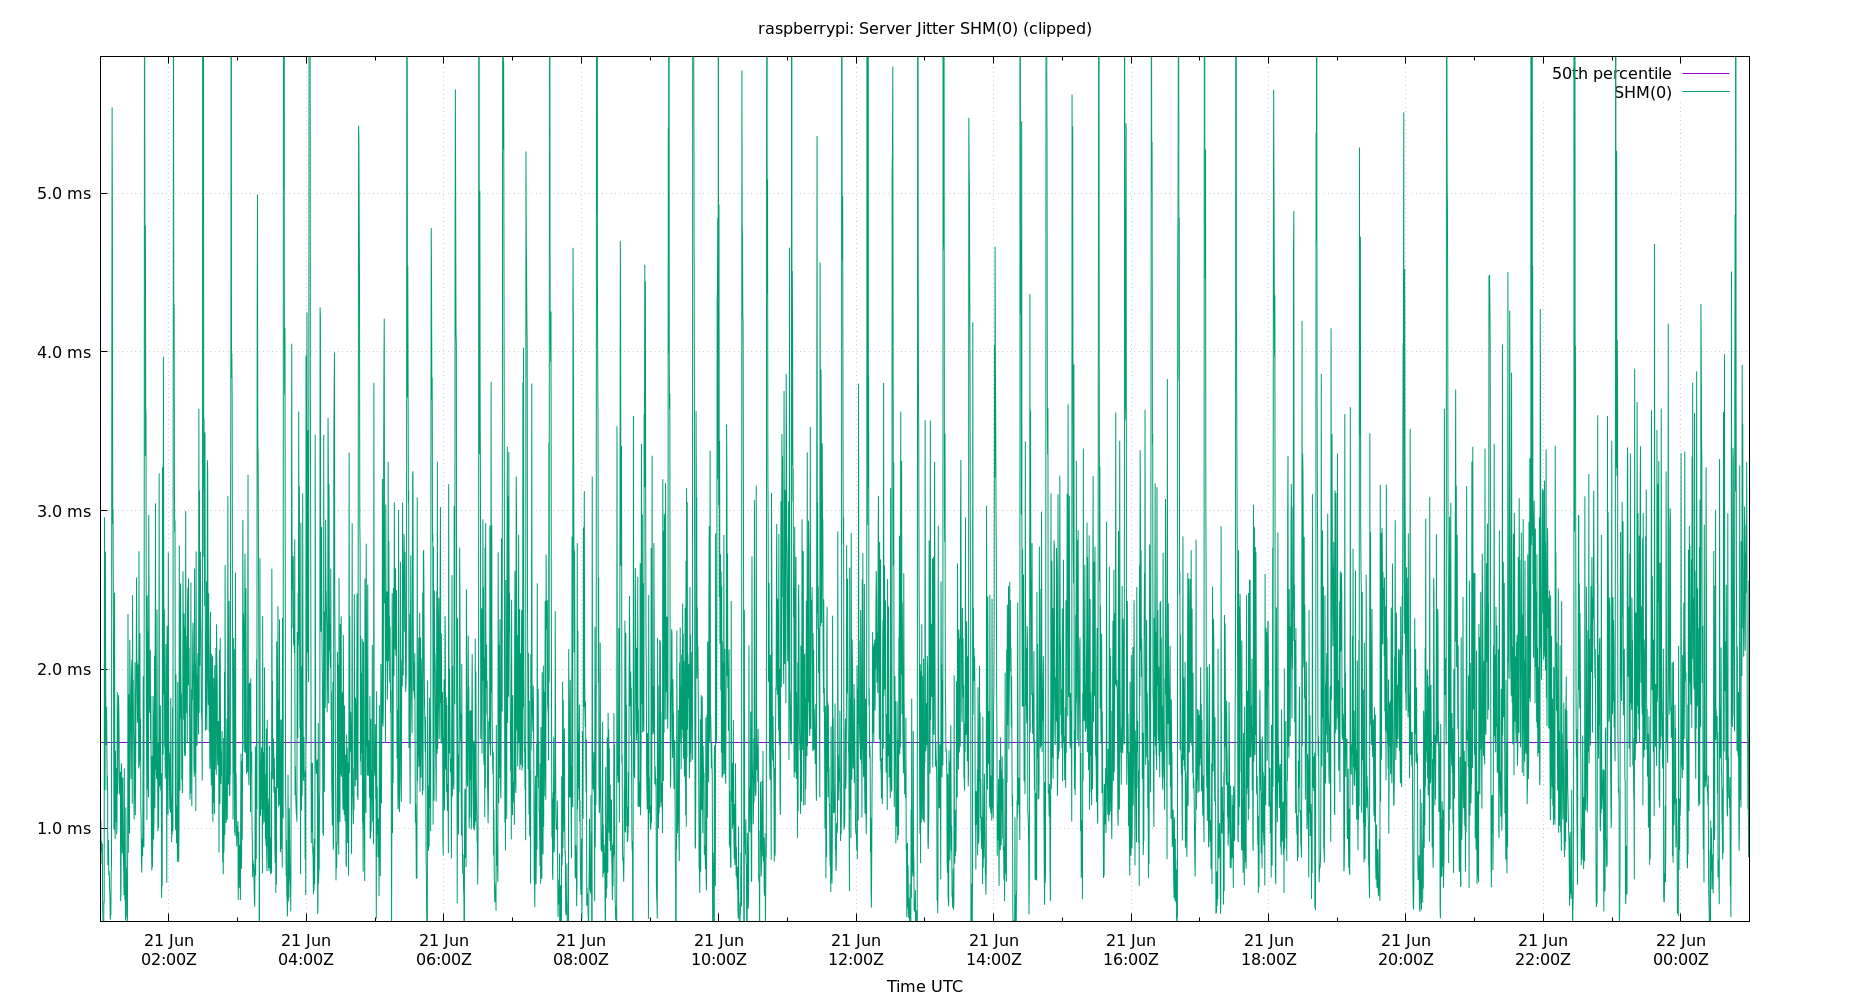 raspberrypi: Server Jitter SHM(0) (clipped)
50th percentile
SHM(0)
5.0 ms
4.0 ms
3.0 ms
2.0 ms
1.0 ms
21 Jun 21 Jun 21 Jun 21 Jun 21 Jun 21 Jun 21 Jun 21 Jun 21 Jun 21 Jun 21 Jun 22 Jun
02:00Z 04:00Z 06:00Z 08:00Z 10:00Z 12:00Z 14:00Z 16:00Z 18:00Z 20:00Z 22:00Z 00:00Z
Time UTC